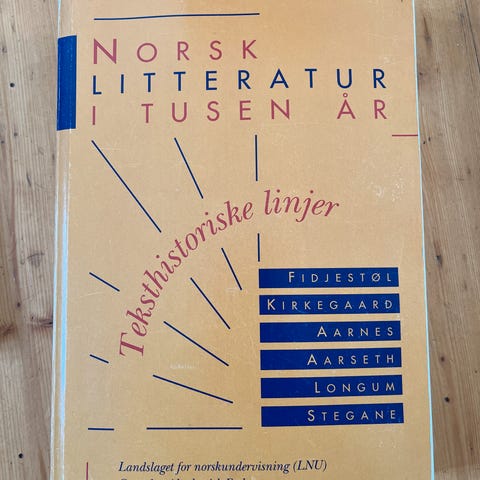 NORSK
LITTERATUR
I TUSEN ÅR
Teksthistoriske linjer
FIDJESTØL
KIRKEGAARD
AARNES
AARSETH
LONGUM
STEGANE
Landslaget for norskundervisning (LNU)